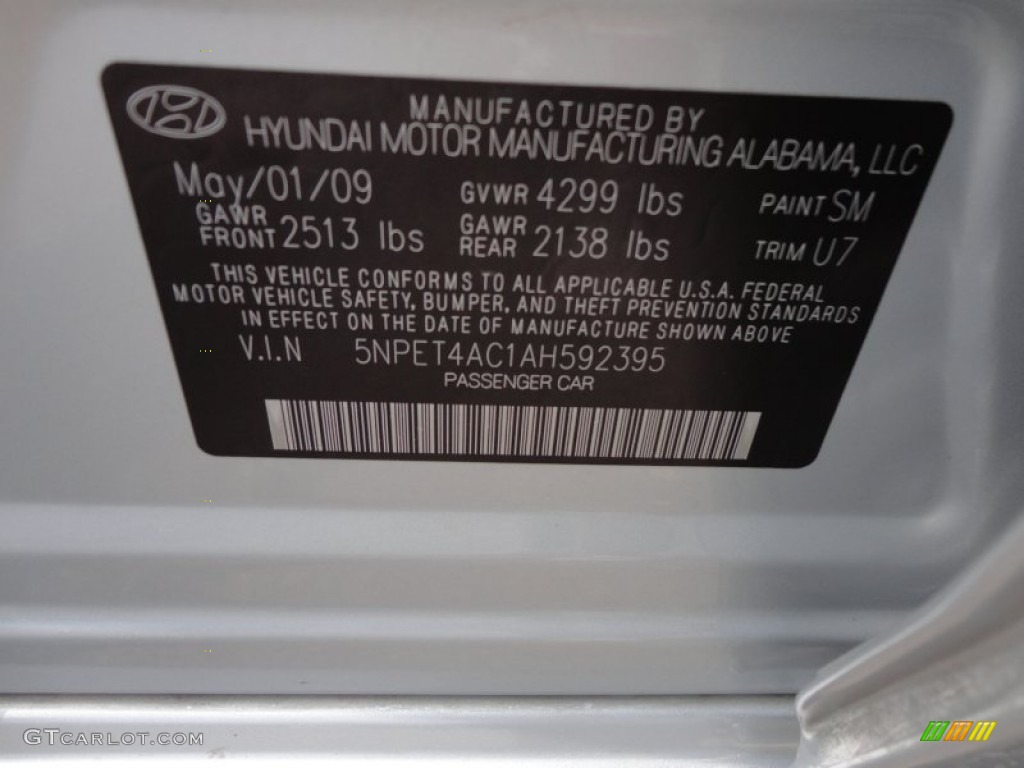 MANUFACTURED BY
HYUNDAI MOTOR MANUFACTURING ALABAMA, LLC
May/01/09 GVWR 4299 lbs PAINT SM
GAWR FRONT 2513 lbs GAWR REAR 2138 lbs TRIM U7
THIS VEHICLE CONFORMS TO ALL APPLICABLE U.S.A. FEDERAL
MOTOR VEHICLE SAFETY, BUMPER, AND THEFT PREVENTION STANDARDS
IN EFFECT ON THE DATE OF MANUFACTURE SHOWN ABOVE
V.I.N 5NPET4AC1AH592395
PASSENGER CAR
GTCARLOT.COM